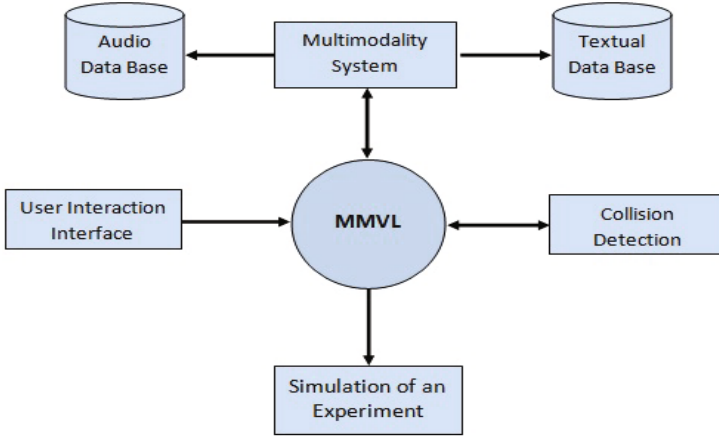 Audio
Data Base
Multimodality
System
Textual
Data Base
User Interaction
Interface
MMVL
Collision
Detection
Simulation of an
Experiment